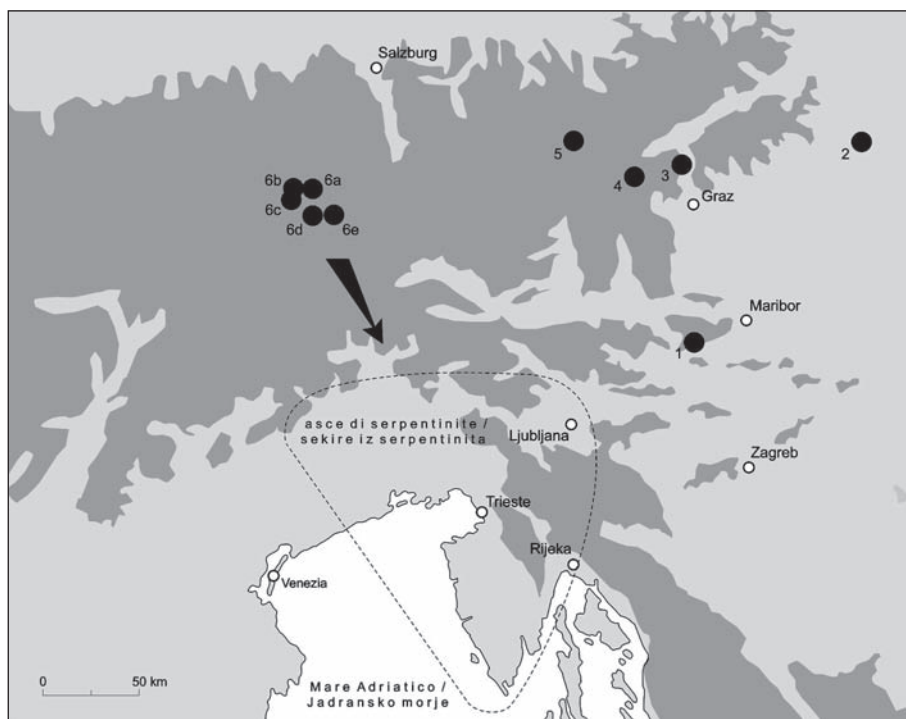 Salzburg
5
2
3
4
6b
6a
6c
Graz
6d
6e
Maribor
1
asce di serpentinite /
sekire iz serpentinita
Ljubljana
Zagreb
Trieste
Rijeka
Venezia
0
50 km
Mare Adriatico /
Jadransko morje